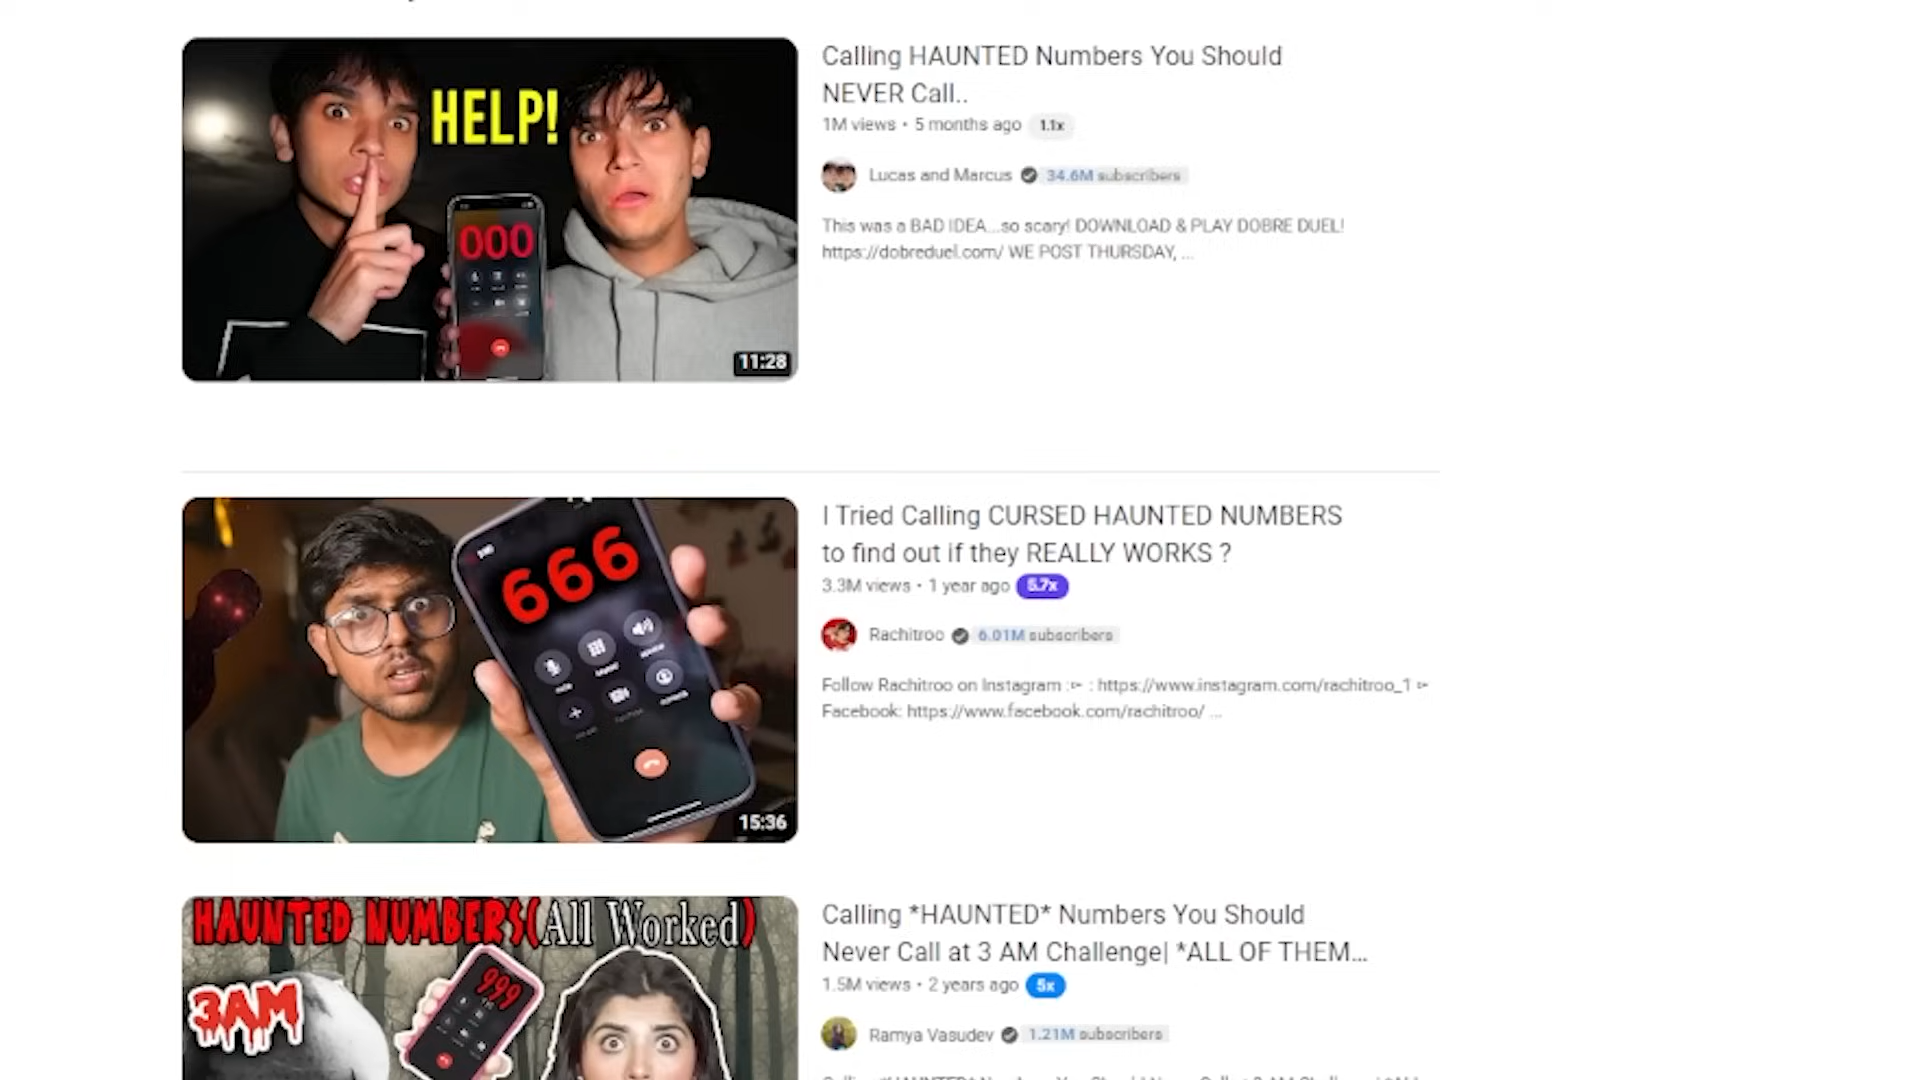 HELP!
000
11:28
Calling HAUNTED Numbers You Should
NEVER Call..
1M views • 5 months ago 1.1x
Lucas and Marcus 34.6M subscribers
This was a BAD IDEA...so scary! DOWNLOAD & PLAY DOBRE DUEL!
https://dobreduel.com/ WE POST THURSDAY, ...
666
15:36
I Tried Calling CURSED HAUNTED NUMBERS
to find out if they REALLY WORKS ?
3.3M views • 1 year ago 5.7x
Rachitroo 6.01M subscribers
Follow Rachitroo on Instagram :➳ : https://www.instagram.com/rachitroo_1 ➳
Facebook: https://www.facebook.com/rachitroo/ ...
HAUNTED NUMBERS(All Worked)
3AM
999
Calling *HAUNTED* Numbers You Should
Never Call at 3 AM Challenge| *ALL OF THEM...
1.5M views • 2 years ago 5x
Ramya Vasudev 1.21M subscribers